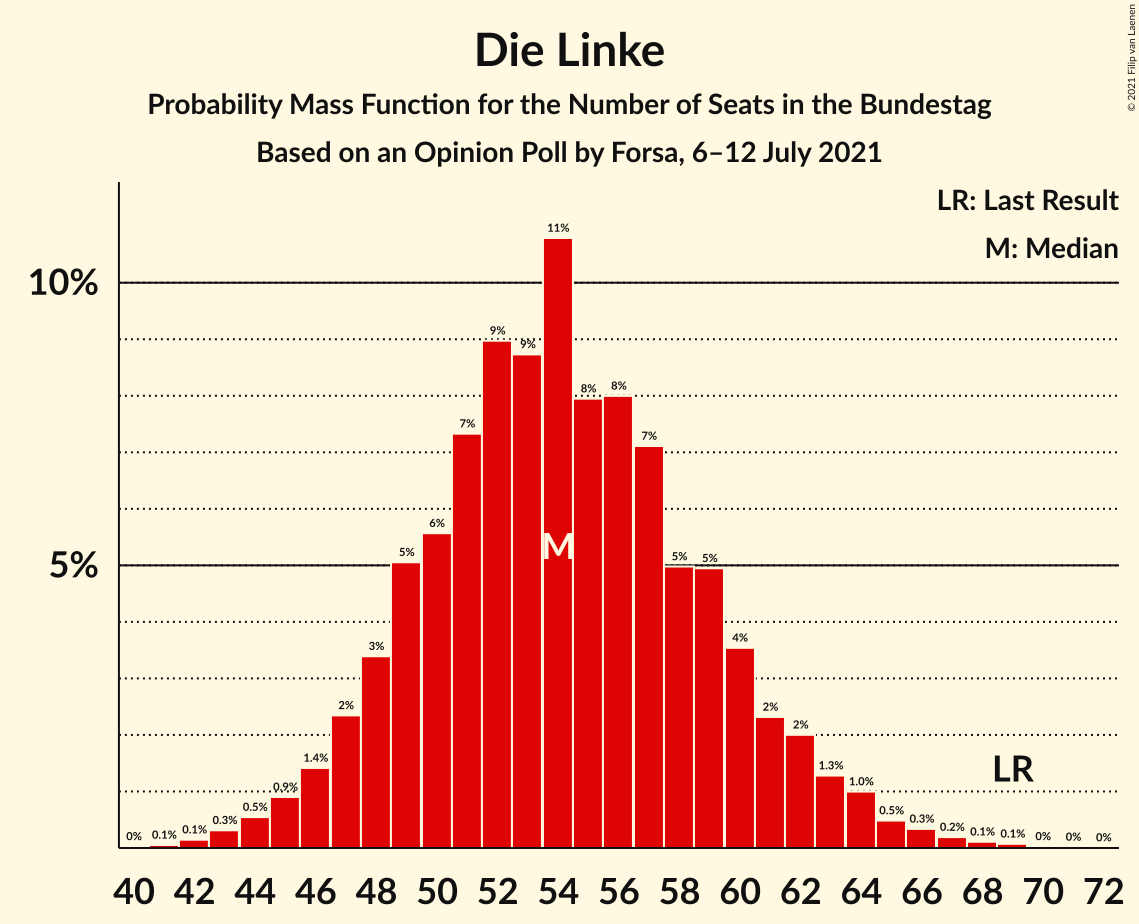 Die Linke
Probability Mass Function for the Number of Seats in the Bundestag
Based on an Opinion Poll by Forsa, 6–12 July 2021
© 2021 Filip van Laenen
LR: Last Result
M: Median
10%
5%
0% 0.1% 0.1% 0.3% 0.5% 0.9% 1.4% 2% 3% 5% 6% 7% 9% 9% 11% 8% 8% 7% 5% 5% 4% 2% 2% 1.3% 1.0% 0.5% 0.3% 0.2% 0.1% 0.1% 0% 0% 0%
M
LR
40 42 44 46 48 50 52 54 56 58 60 62 64 66 68 70 72